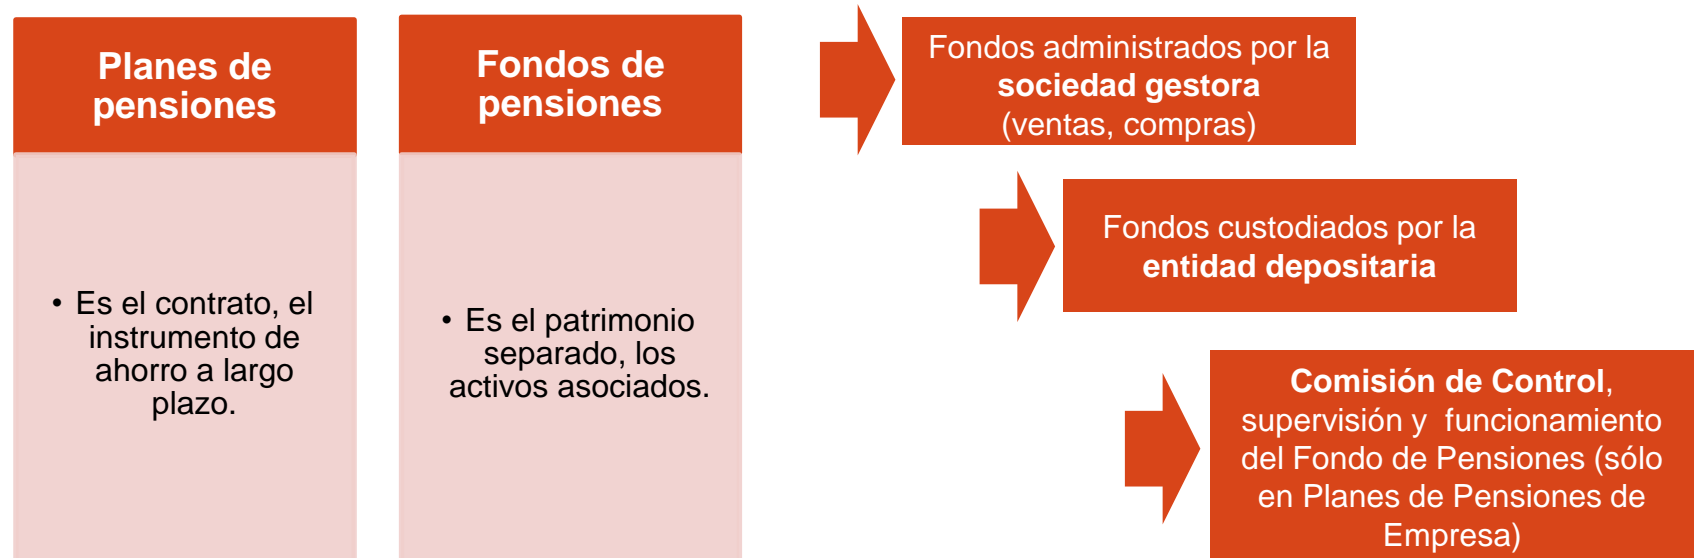 Planes de
pensiones
• Es el contrato, el
instrumento de
ahorro a largo
plazo.
Fondos de
pensiones
• Es el patrimonio
separado, los
activos asociados.
Fondos administrados por la
sociedad gestora
(ventas, compras)
Fondos custodiados por la
entidad depositaria
Comisión de Control,
supervisión y funcionamiento
del Fondo de Pensiones (sólo
en Planes de Pensiones de
Empresa)